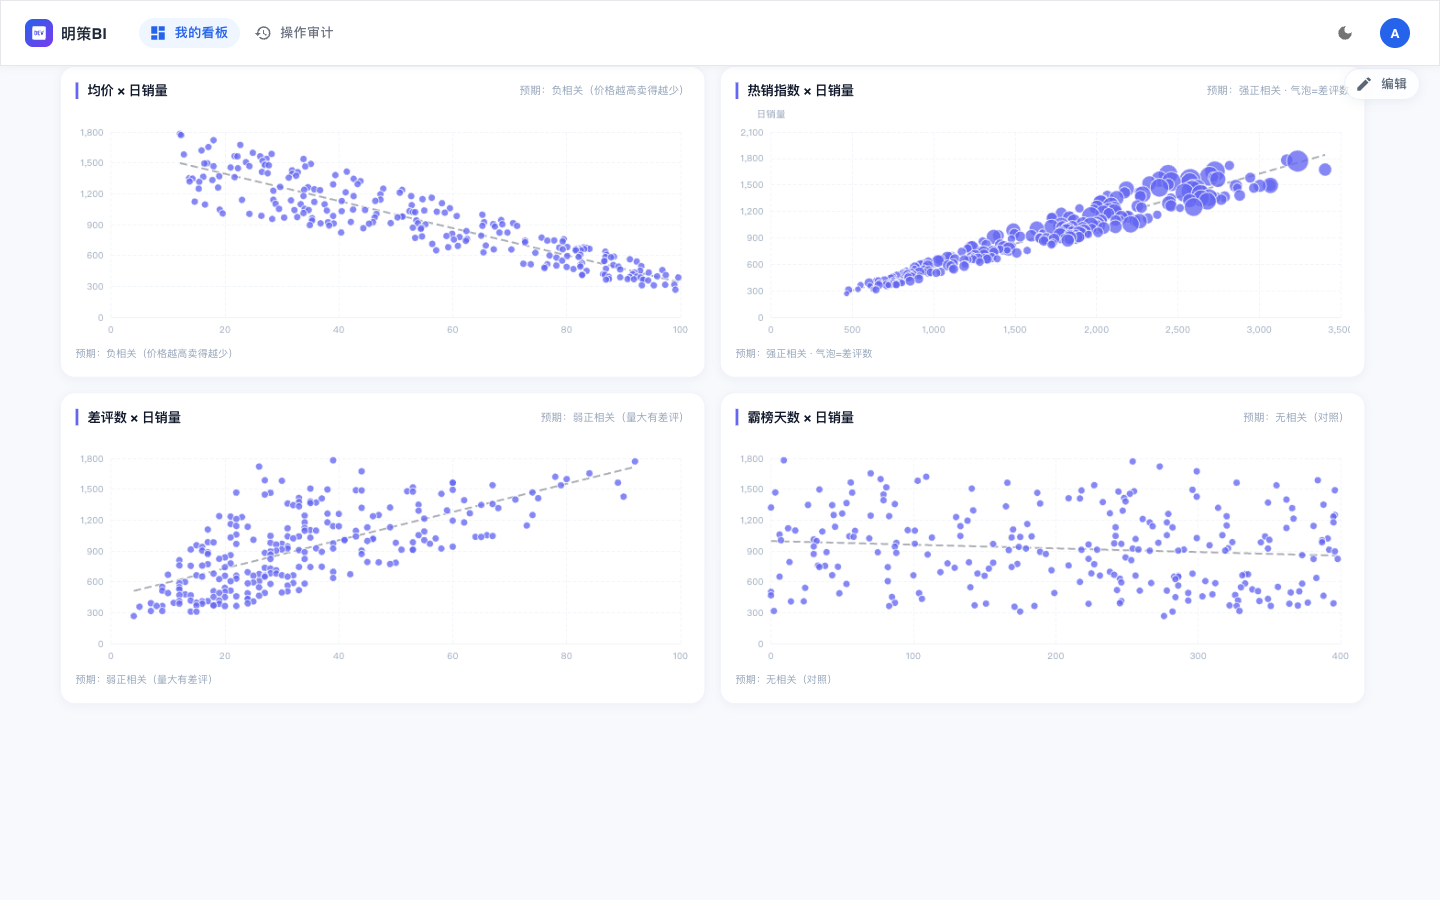 DEV
明策BI
我的看板
操作审计
A
编辑
均价 × 日销量
预期：负相关（价格越高卖得越少）
1,800
1,500
1,200
900
600
300
0
0 20 40 60 80 100
预期：负相关（价格越高卖得越少）
热销指数 × 日销量
预期：强正相关 · 气泡=差评数
日销量
2,100
1,800
1,500
1,200
900
600
300
0
0 500 1,000 1,500 2,000 2,500 3,000 3,500
预期：强正相关 · 气泡=差评数
差评数 × 日销量
预期：弱正相关（量大有差评）
1,800
1,500
1,200
900
600
300
0
0 20 40 60 80 100
预期：弱正相关（量大有差评）
霸榜天数 × 日销量
预期：无相关（对照）
1,800
1,500
1,200
900
600
300
0
0 100 200 300 400
预期：无相关（对照）